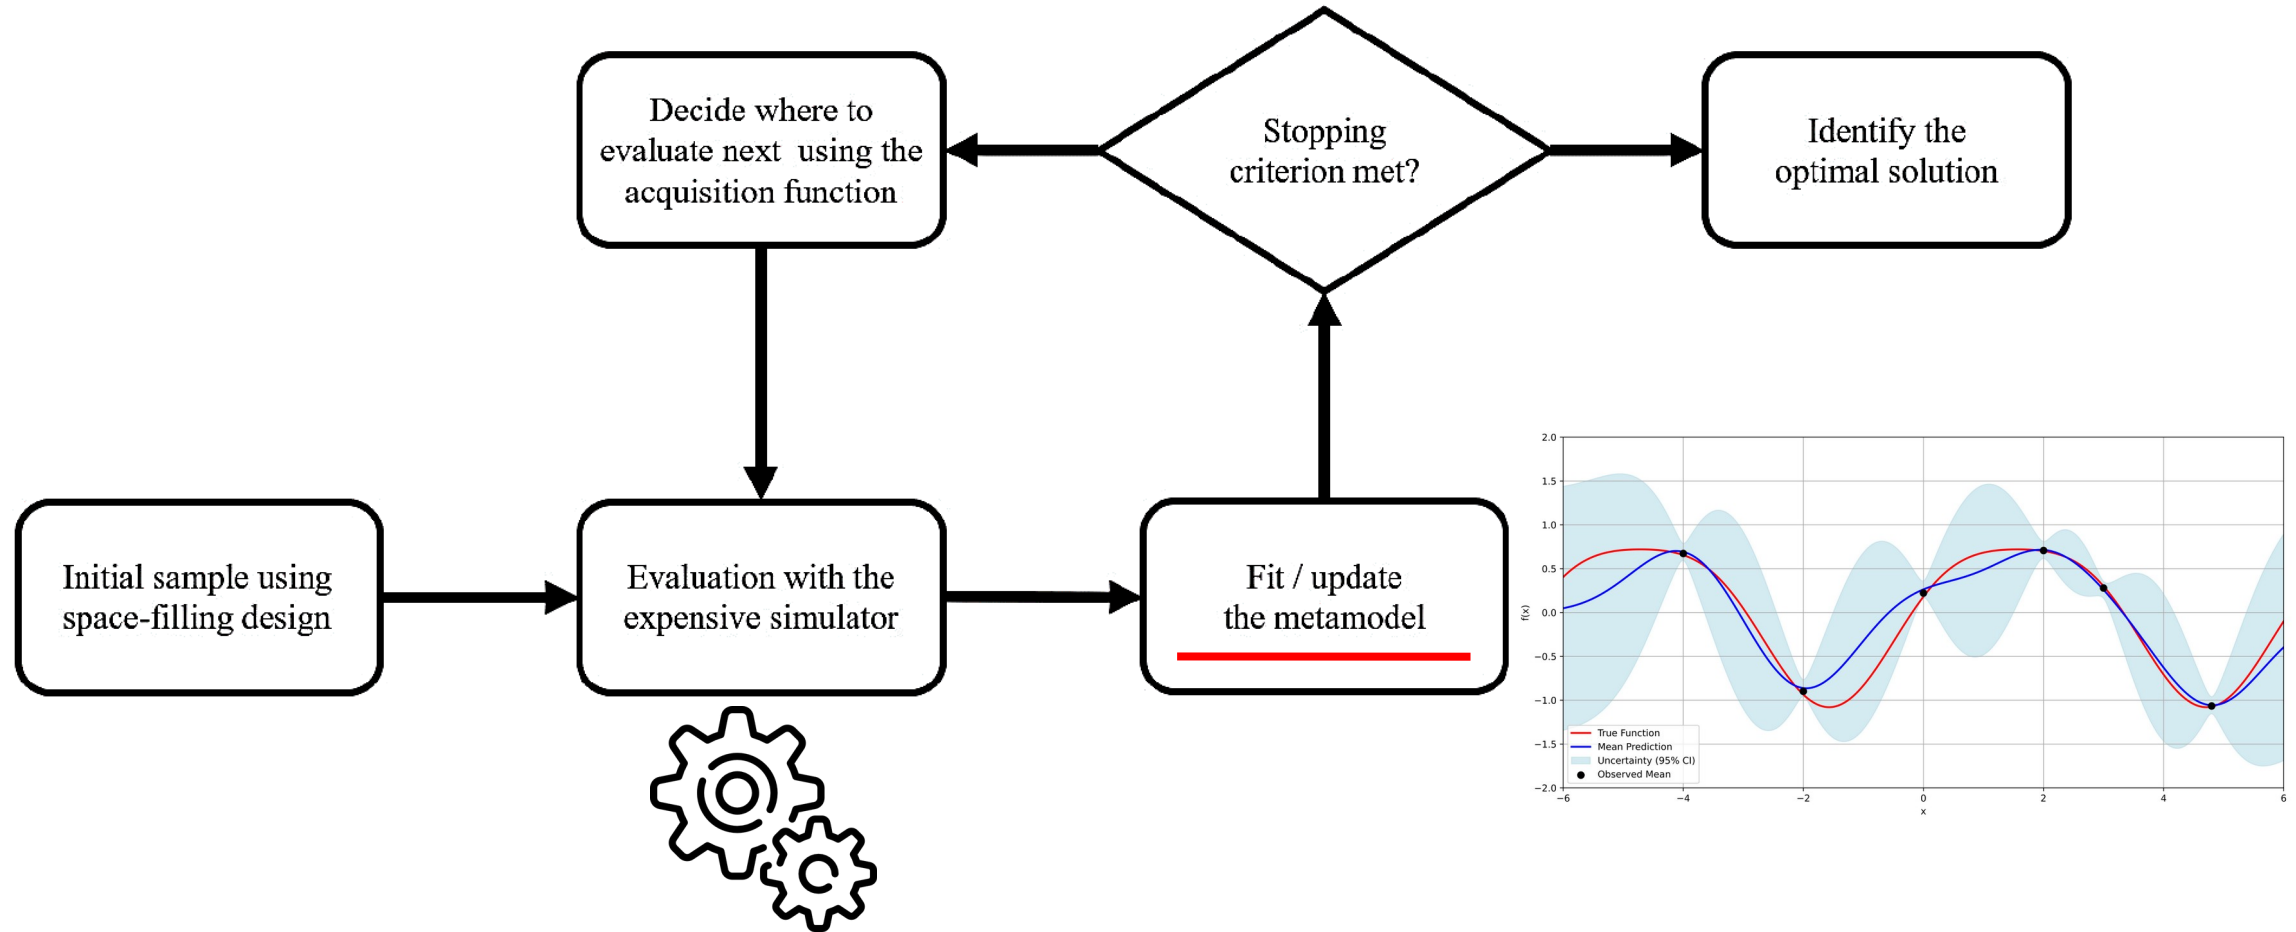 Decide where to
evaluate next using the
acquisition function
Stopping
criterion met?
Identify the
optimal solution
Initial sample using
space-filling design
Evaluation with the
expensive simulator
Fit / update
the metamodel
2.0
1.5
1.0
0.5
0.0
−0.5
−1.0
−1.5
−2.0
f(x)
True Function
Mean Prediction
Uncertainty (95% CI)
Observed Mean
−6
−4
−2
0
2
4
6
x